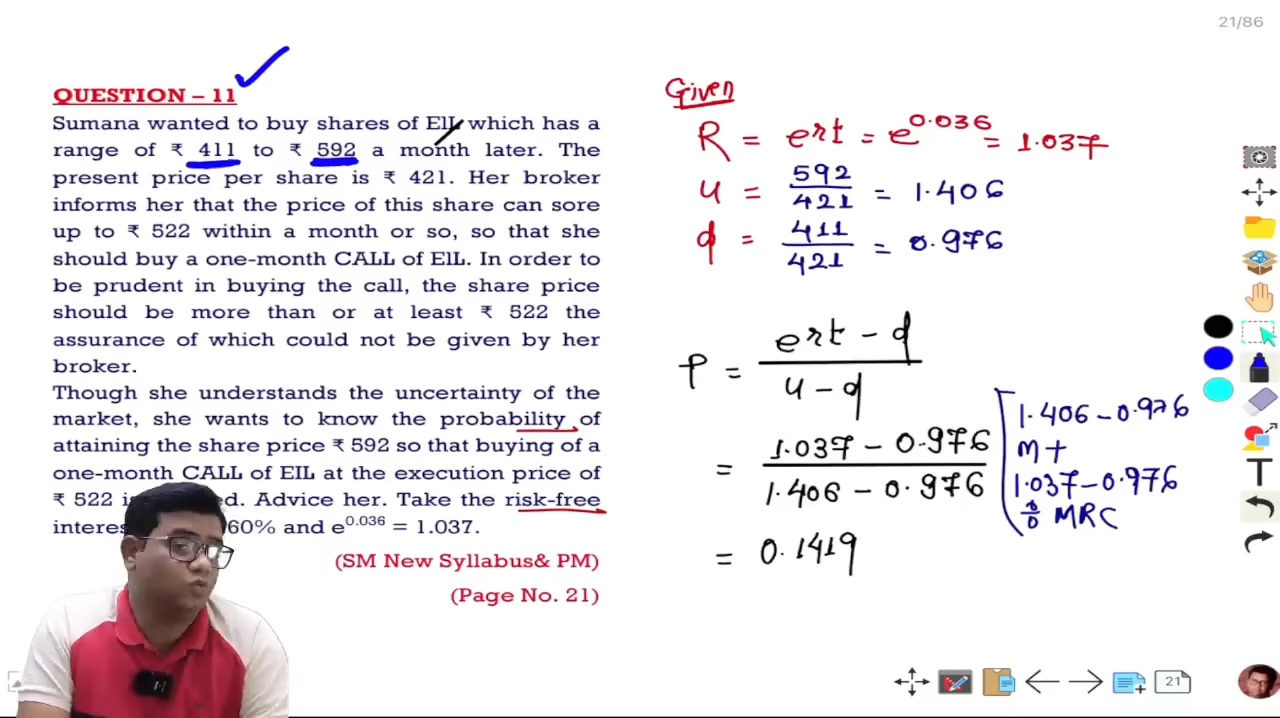 21/86
QUESTION – 11
Sumana wanted to buy shares of ElL which has a
range of ₹ 411 to ₹ 592 a month later. The
present price per share is ₹ 421. Her broker
informs her that the price of this share can sore
up to ₹ 522 within a month or so, so that she
should buy a one-month CALL of ElL. In order to
be prudent in buying the call, the share price
should be more than or at least ₹ 522 the
assurance of which could not be given by her
broker.
Though she understands the uncertainty of the
market, she wants to know the probability of
attaining the share price ₹ 592 so that buying of a
one-month CALL of EIL at the execution price of
₹ 522 is ed. Advice her. Take the risk-free
interes 60% and e^0.036 = 1.037.
(SM New Syllabus& PM)
(Page No. 21)
Given
R = ert = e^0.036 = 1.037
u = 592/421 = 1.406
d = 411/421 = 0.976
P = ert - d / u - d
= 1.037 - 0.976 / 1.406 - 0.976
= 0.1419
1.406 - 0.976
M+
1.037 - 0.976
÷ MRC
T
21